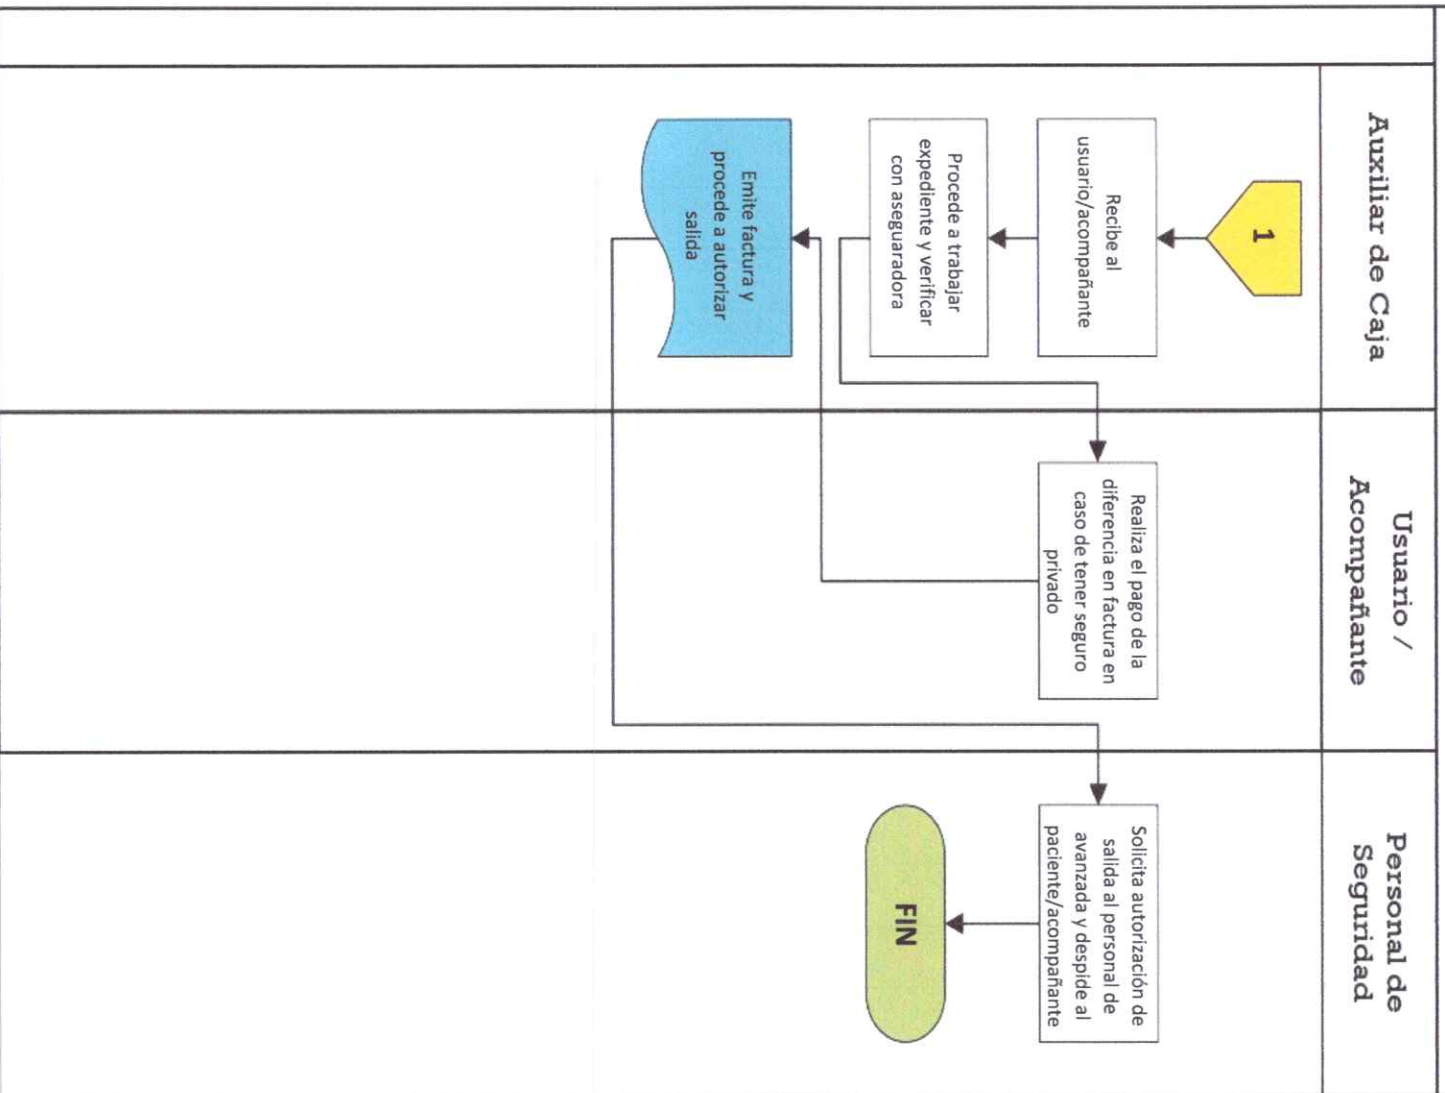 Auxiliar de Caja
Usuario /
Acompañante
Personal de
Seguridad
1
Recibe al
usuario/acompañante
Procede a trabajar
expediente y verificar
con aseguaradora
Emite factura y
procede a autorizar
salida
Realiza el pago de la
diferencia en factura en
caso de tener seguro
privado
Solicita autorización de
salida al personal de
avanzada y despide al
paciente/acompañante
FIN